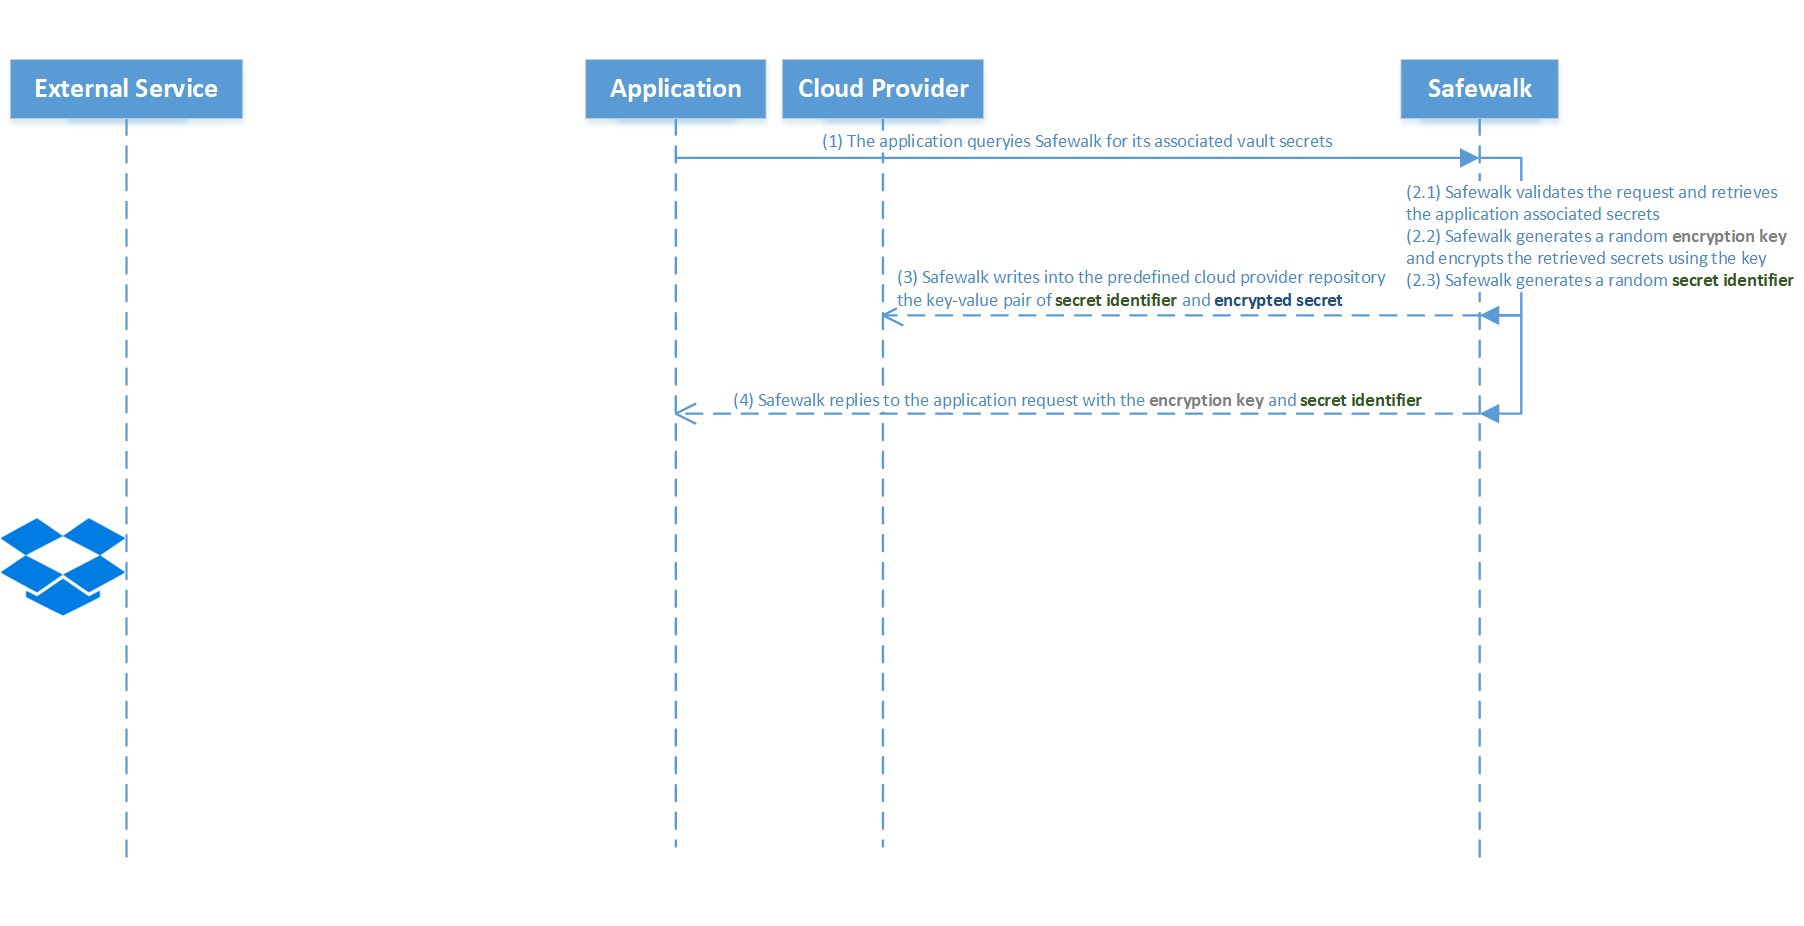 External Service
Application
Cloud Provider
Safewalk
(1) The application queryies Safewalk for its associated vault secrets
(2.1) Safewalk validates the request and retrieves
the application associated secrets
(2.2) Safewalk generates a random encryption key
and encrypts the retrieved secrets using the key
(2.3) Safewalk generates a random secret identifier
(3) Safewalk writes into the predefined cloud provider repository
the key-value pair of secret identifier and encrypted secret
(4) Safewalk replies to the application request with the encryption key and secret identifier